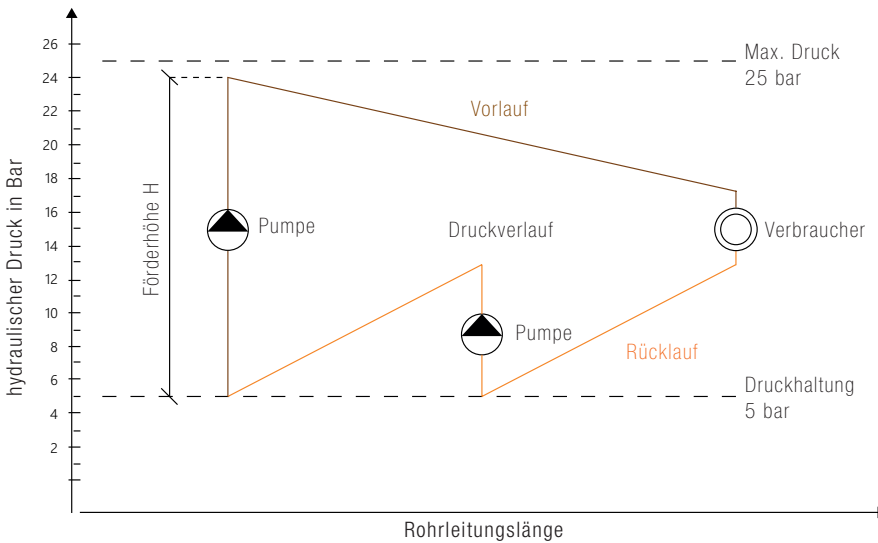 26
24
22
20
18
16
14
12
10
8
6
4
2
hydraulischer Druck in Bar
Förderhöhe H
Max. Druck
25 bar
Vorlauf
Pumpe
Druckverlauf
Verbraucher
Pumpe
Rücklauf
Druckhaltung
5 bar
Rohrleitungslänge